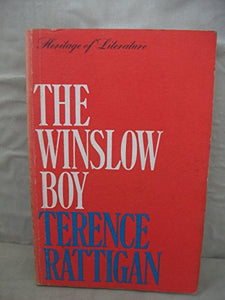 Heritage of Literature
THE
WINSLOW
BOY
TERENCE
RATTIGAN